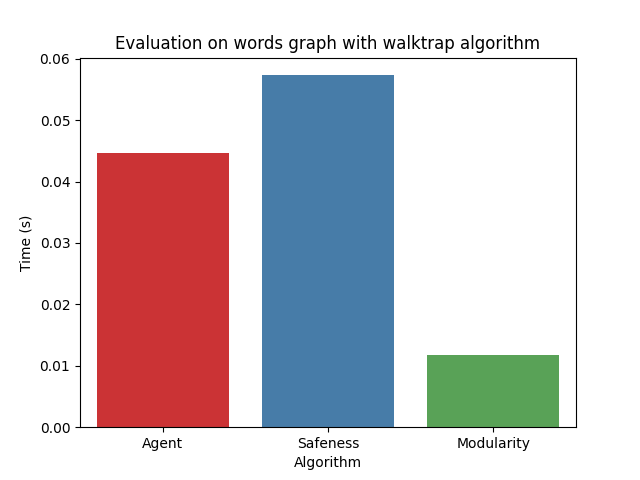 Evaluation on words graph with walktrap algorithm
0.06
0.05
0.04
0.03
0.02
0.01
0.00
Time (s)
Agent
Safeness
Modularity
Algorithm